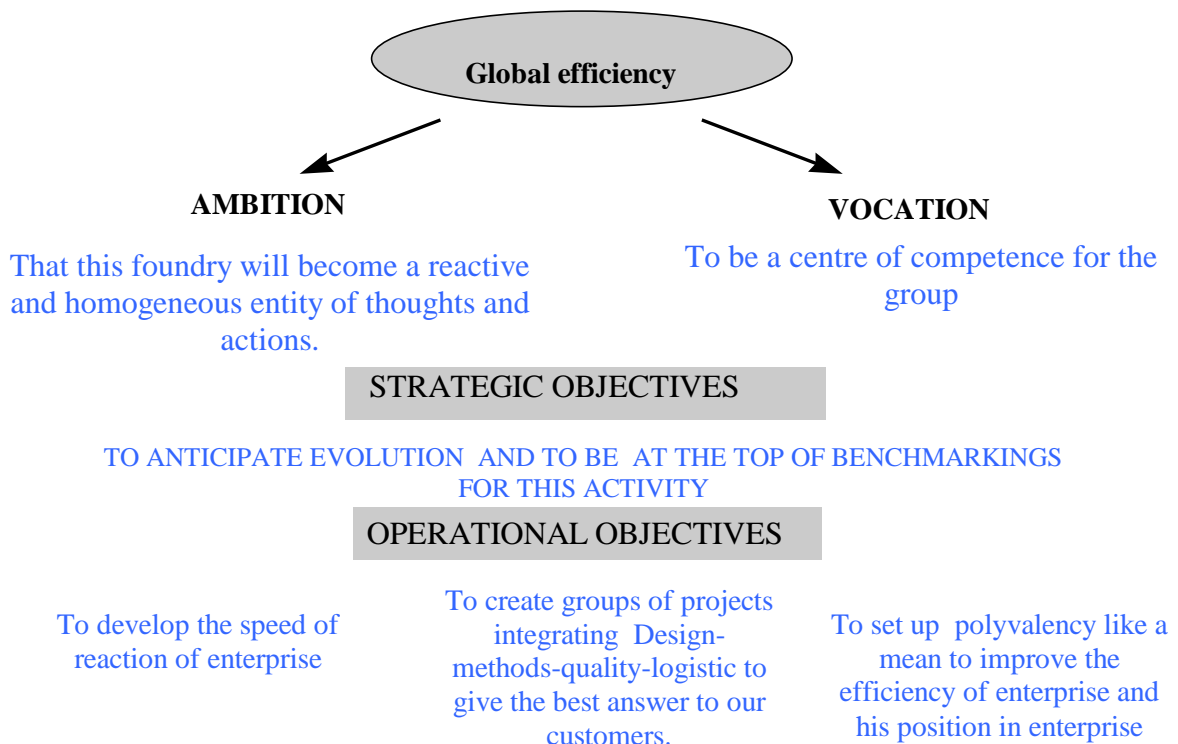 Global efficiency
AMBITION
VOCATION
That this foundry will become a reactive
and homogeneous entity of thoughts and
actions.
To be a centre of competence for the
group
STRATEGIC OBJECTIVES
TO ANTICIPATE EVOLUTION AND TO BE AT THE TOP OF BENCHMARKINGS
FOR THIS ACTIVITY
OPERATIONAL OBJECTIVES
To develop the speed of
reaction of enterprise
To create groups of projects
integrating Design-
methods-quality-logistic to
give the best answer to our
customers.
To set up polyvalency like a
mean to improve the
efficiency of enterprise and
his position in enterprise